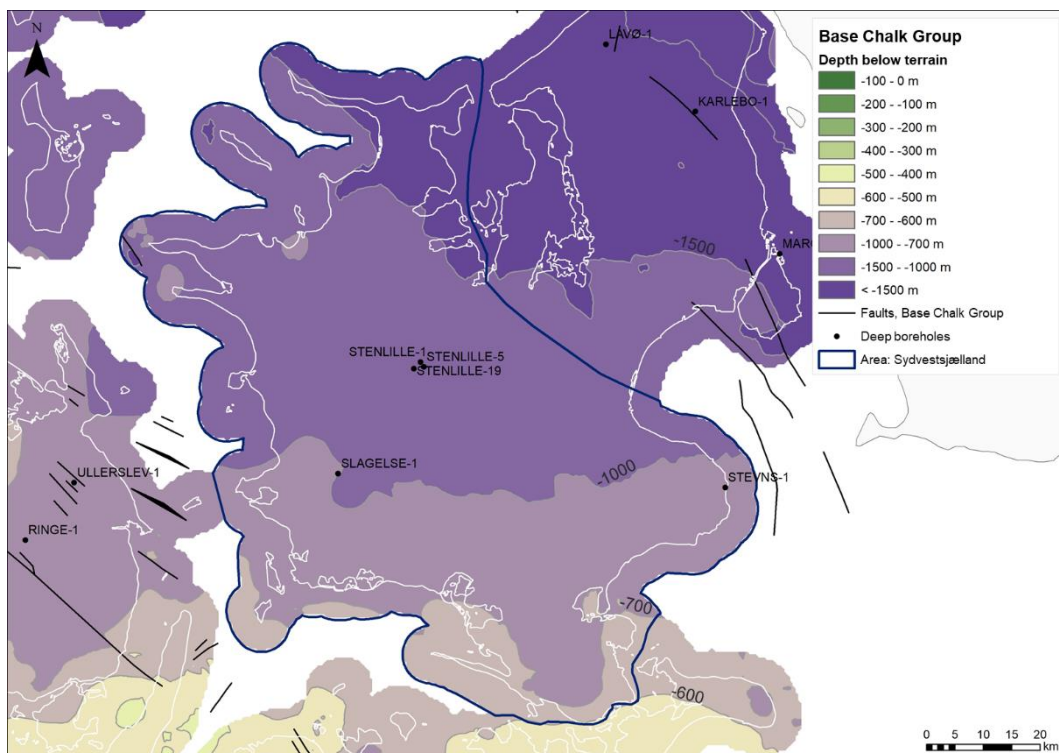 N
LAVØ-1
KARLEBO-1
-1500
STENLILLE-1
STENLILLE-5
STENLILLE-19
SLAGELSE-1
-1000
STEVNS-1
ULLERSLEV-1
RINGE-1
-700
-600
Base Chalk Group
Depth below terrain
-100 - 0 m
-200 - -100 m
-300 - -200 m
-400 - -300 m
-500 - -400 m
-600 - -500 m
-700 - -600 m
-1000 - -700 m
-1500 - -1000 m
< -1500 m
Faults, Base Chalk Group
Deep boreholes
Area: Sydvestsjælland
0 5 10 15 20
km